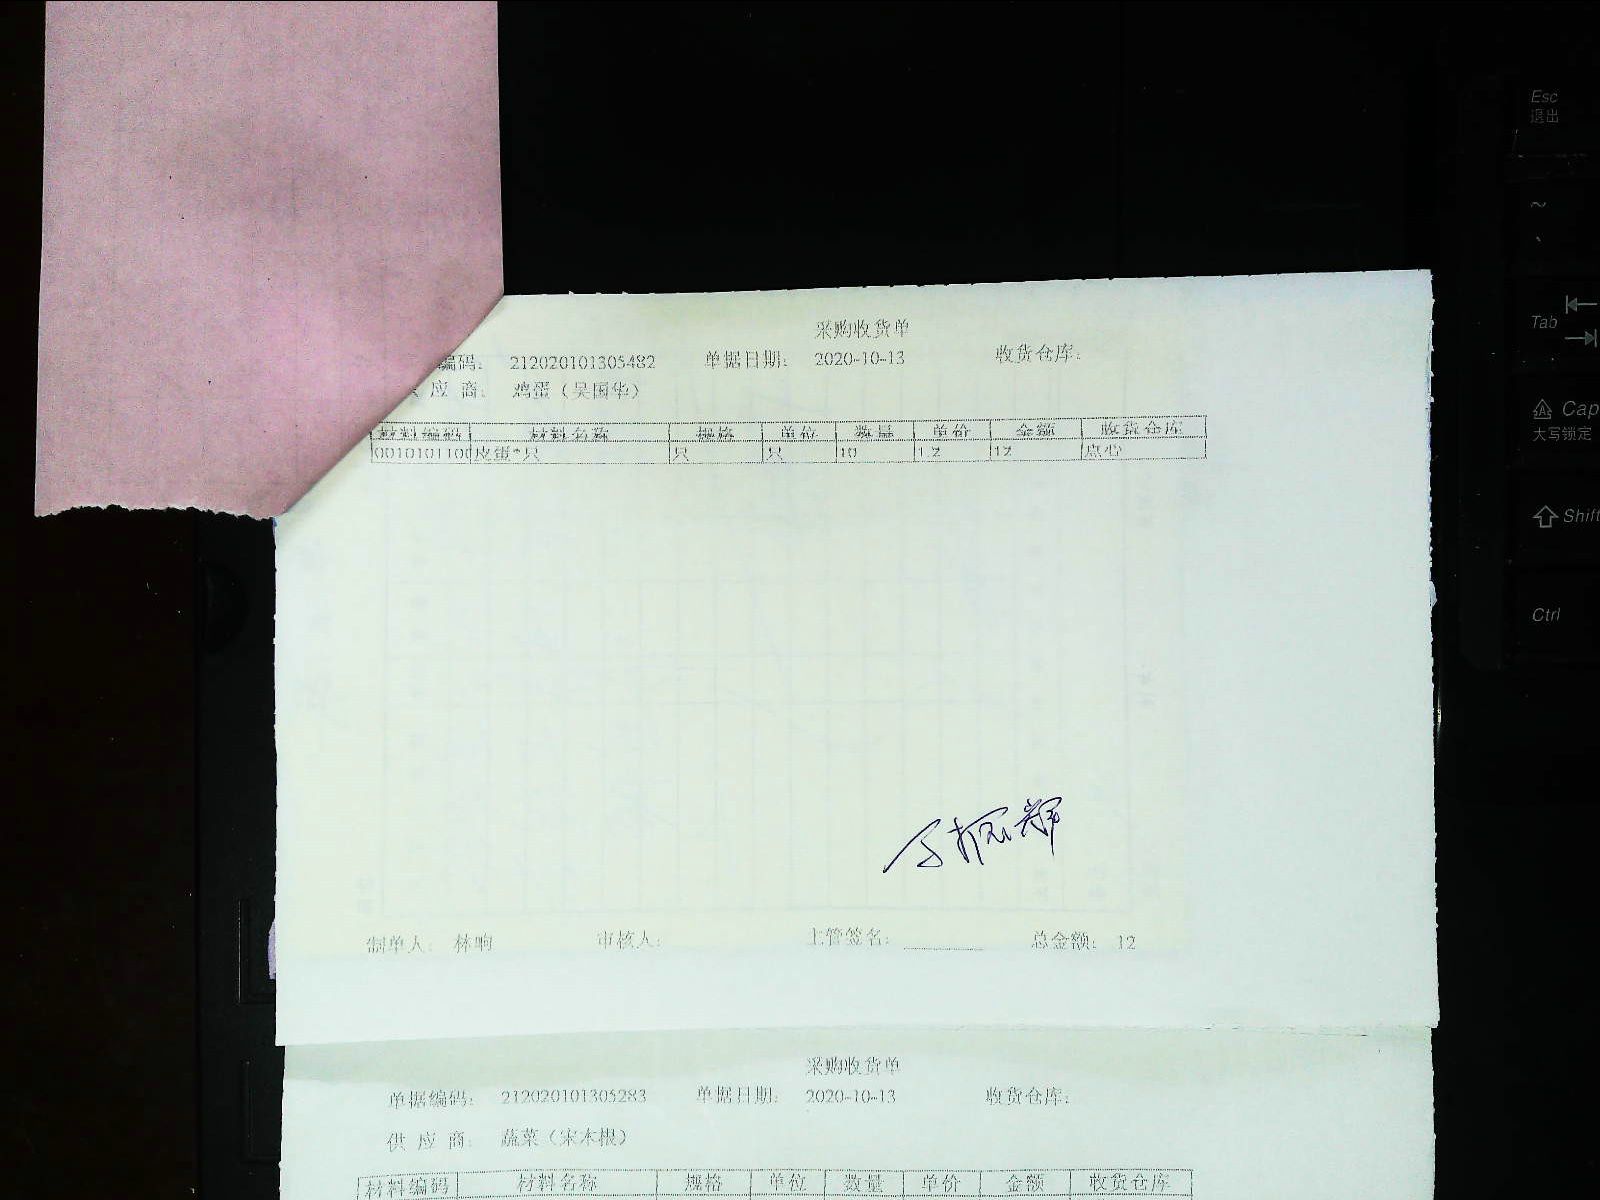 采购收货单
编码： 212020101305482 单据日期： 2020-10-13 收货仓库：
应 商： 鸡蛋（吴国华）
材料编码 材料名称 规格 单位 数量 单价 金额 收货仓库
0010101100 皮蛋*只 只 只 10 1.2 12 点心
制单人： 林响 审核人： 主管签名： 总金额： 12
采购收货单
单据编码： 212020101305283 单据日期： 2020-10-13 收货仓库：
供 应 商： 蔬菜（宋木根）
材料编码 材料名称 规格 单位 数量 单价 金额 收货仓库
Esc
退出
~
Tab
Cap
大写锁定
Shift
Ctrl